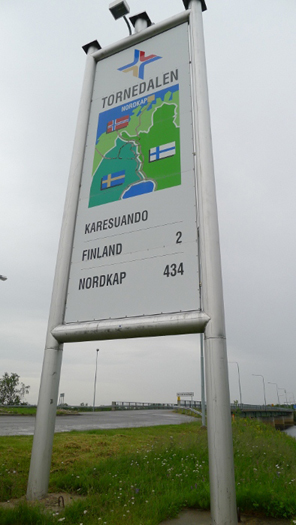 TORNEDALEN
NORDKAP
KARESUANDO
FINLAND 2
NORDKAP 434